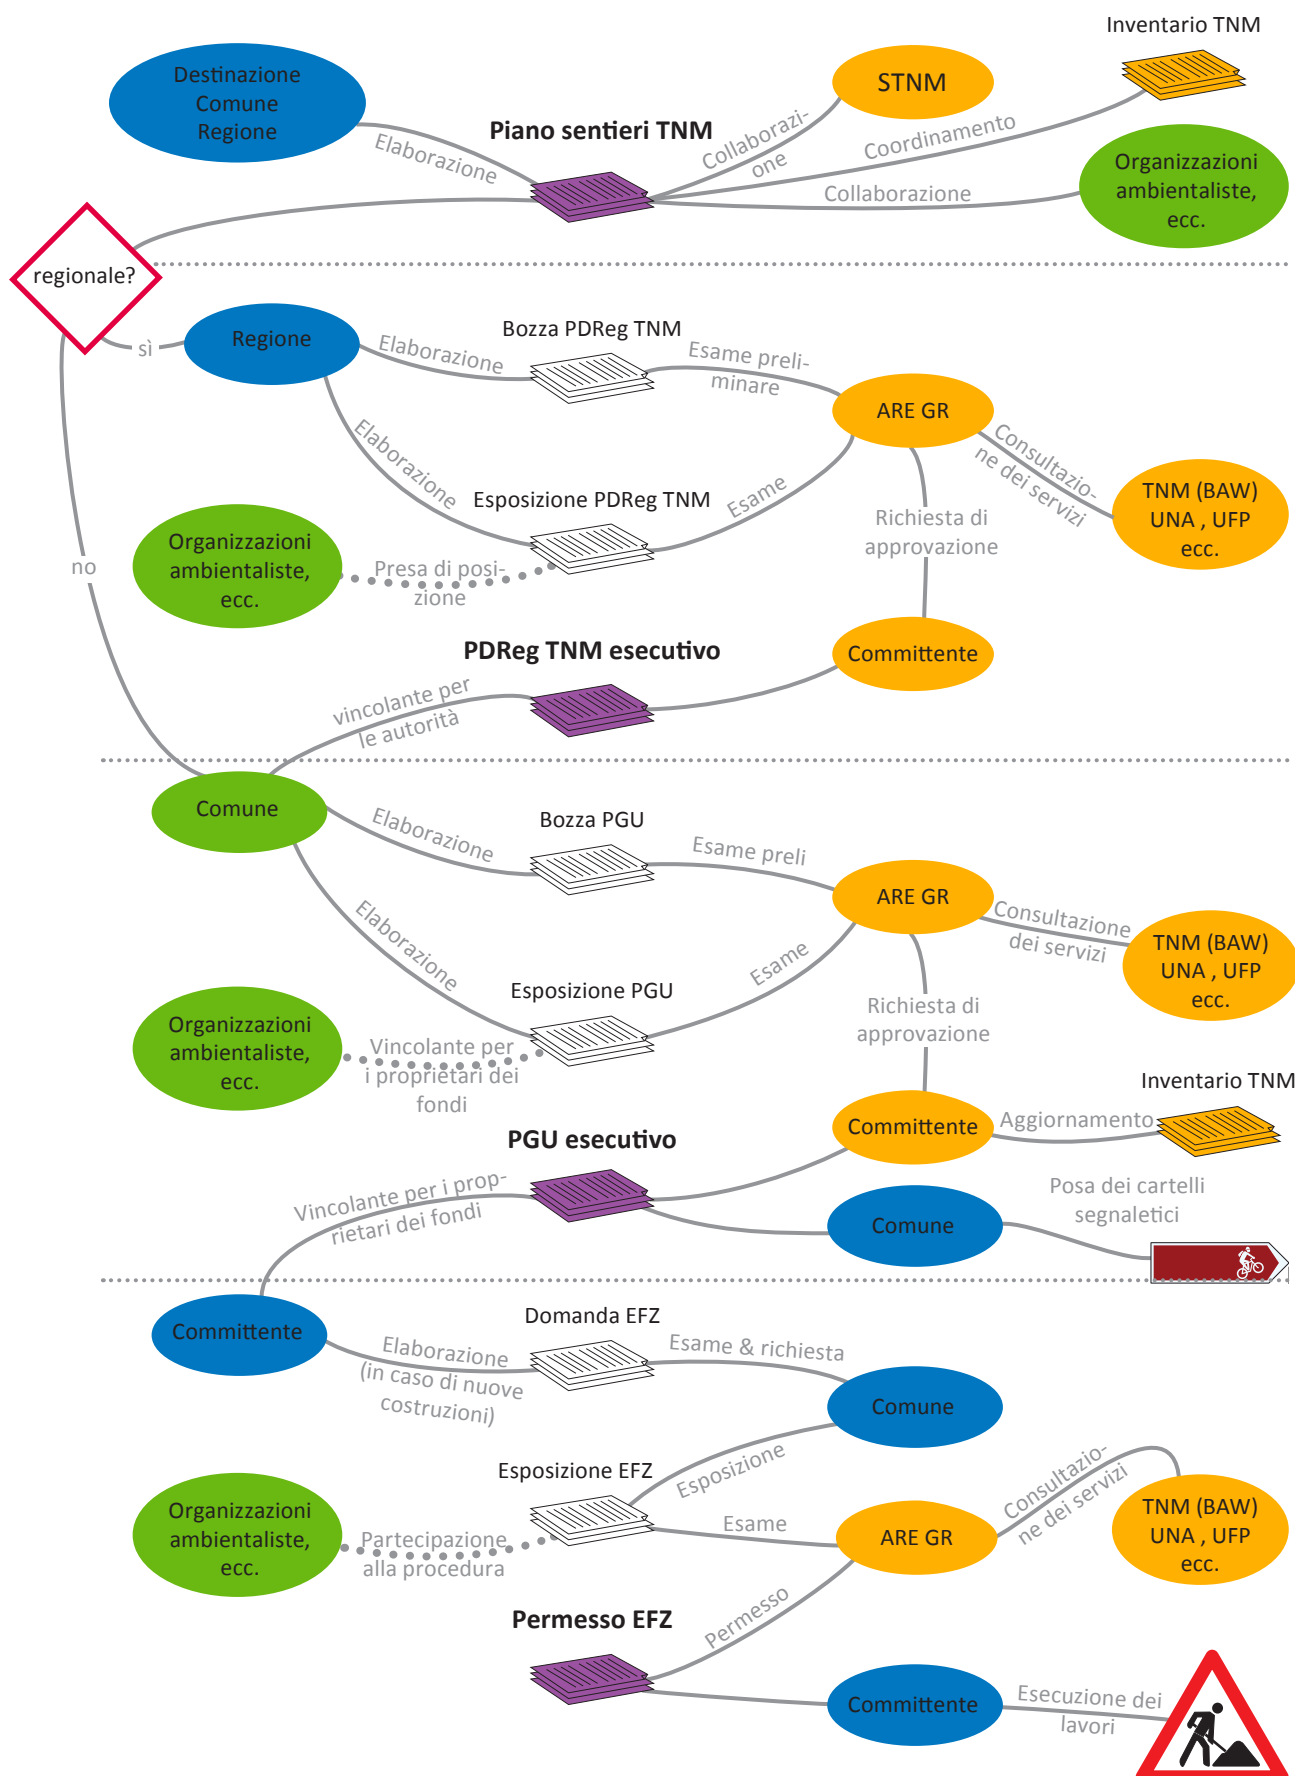 Inventario TNM
Destinazione
Comune
Regione
STNM
Piano sentieri TNM
Elaborazione
Collaborazi-
one
Coordinamento
Collaborazione
Organizzazioni
ambientaliste,
ecc.
regionale?
sì
no
Regione
Elaborazione
Bozza PDReg TNM
Esame preli-
minare
ARE GR
Elaborazione
Esposizione PDReg TNM
Esame
Consultazio-
ne dei servizi
TNM (BAW)
UNA , UFP
ecc.
Organizzazioni
ambientaliste,
ecc.
Presa di posi-
zione
Richiesta di
approvazione
PDReg TNM esecutivo
Committente
vincolante per
le autorità
Comune
Elaborazione
Bozza PGU
Esame preli
ARE GR
Consultazione
dei servizi
TNM (BAW)
UNA , UFP
ecc.
Elaborazione
Esposizione PGU
Esame
Organizzazioni
ambientaliste,
ecc.
Vincolante per
i proprietari dei
fondi
Richiesta di
approvazione
Inventario TNM
PGU esecutivo
Committente
Aggiornamento
Vincolante per i prop-
rietari dei fondi
Comune
Posa dei cartelli
segnaletici
Committente
Elaborazione
(in caso di nuove
costruzioni)
Domanda EFZ
Esame & richiesta
Comune
Esposizione EFZ
Esposizione
Organizzazioni
ambientaliste,
ecc.
Partecipazione
alla procedura
Esame
ARE GR
Consultazio-
ne dei servizi
TNM (BAW)
UNA , UFP
ecc.
Permesso EFZ
Permesso
Committente
Esecuzione dei
lavori